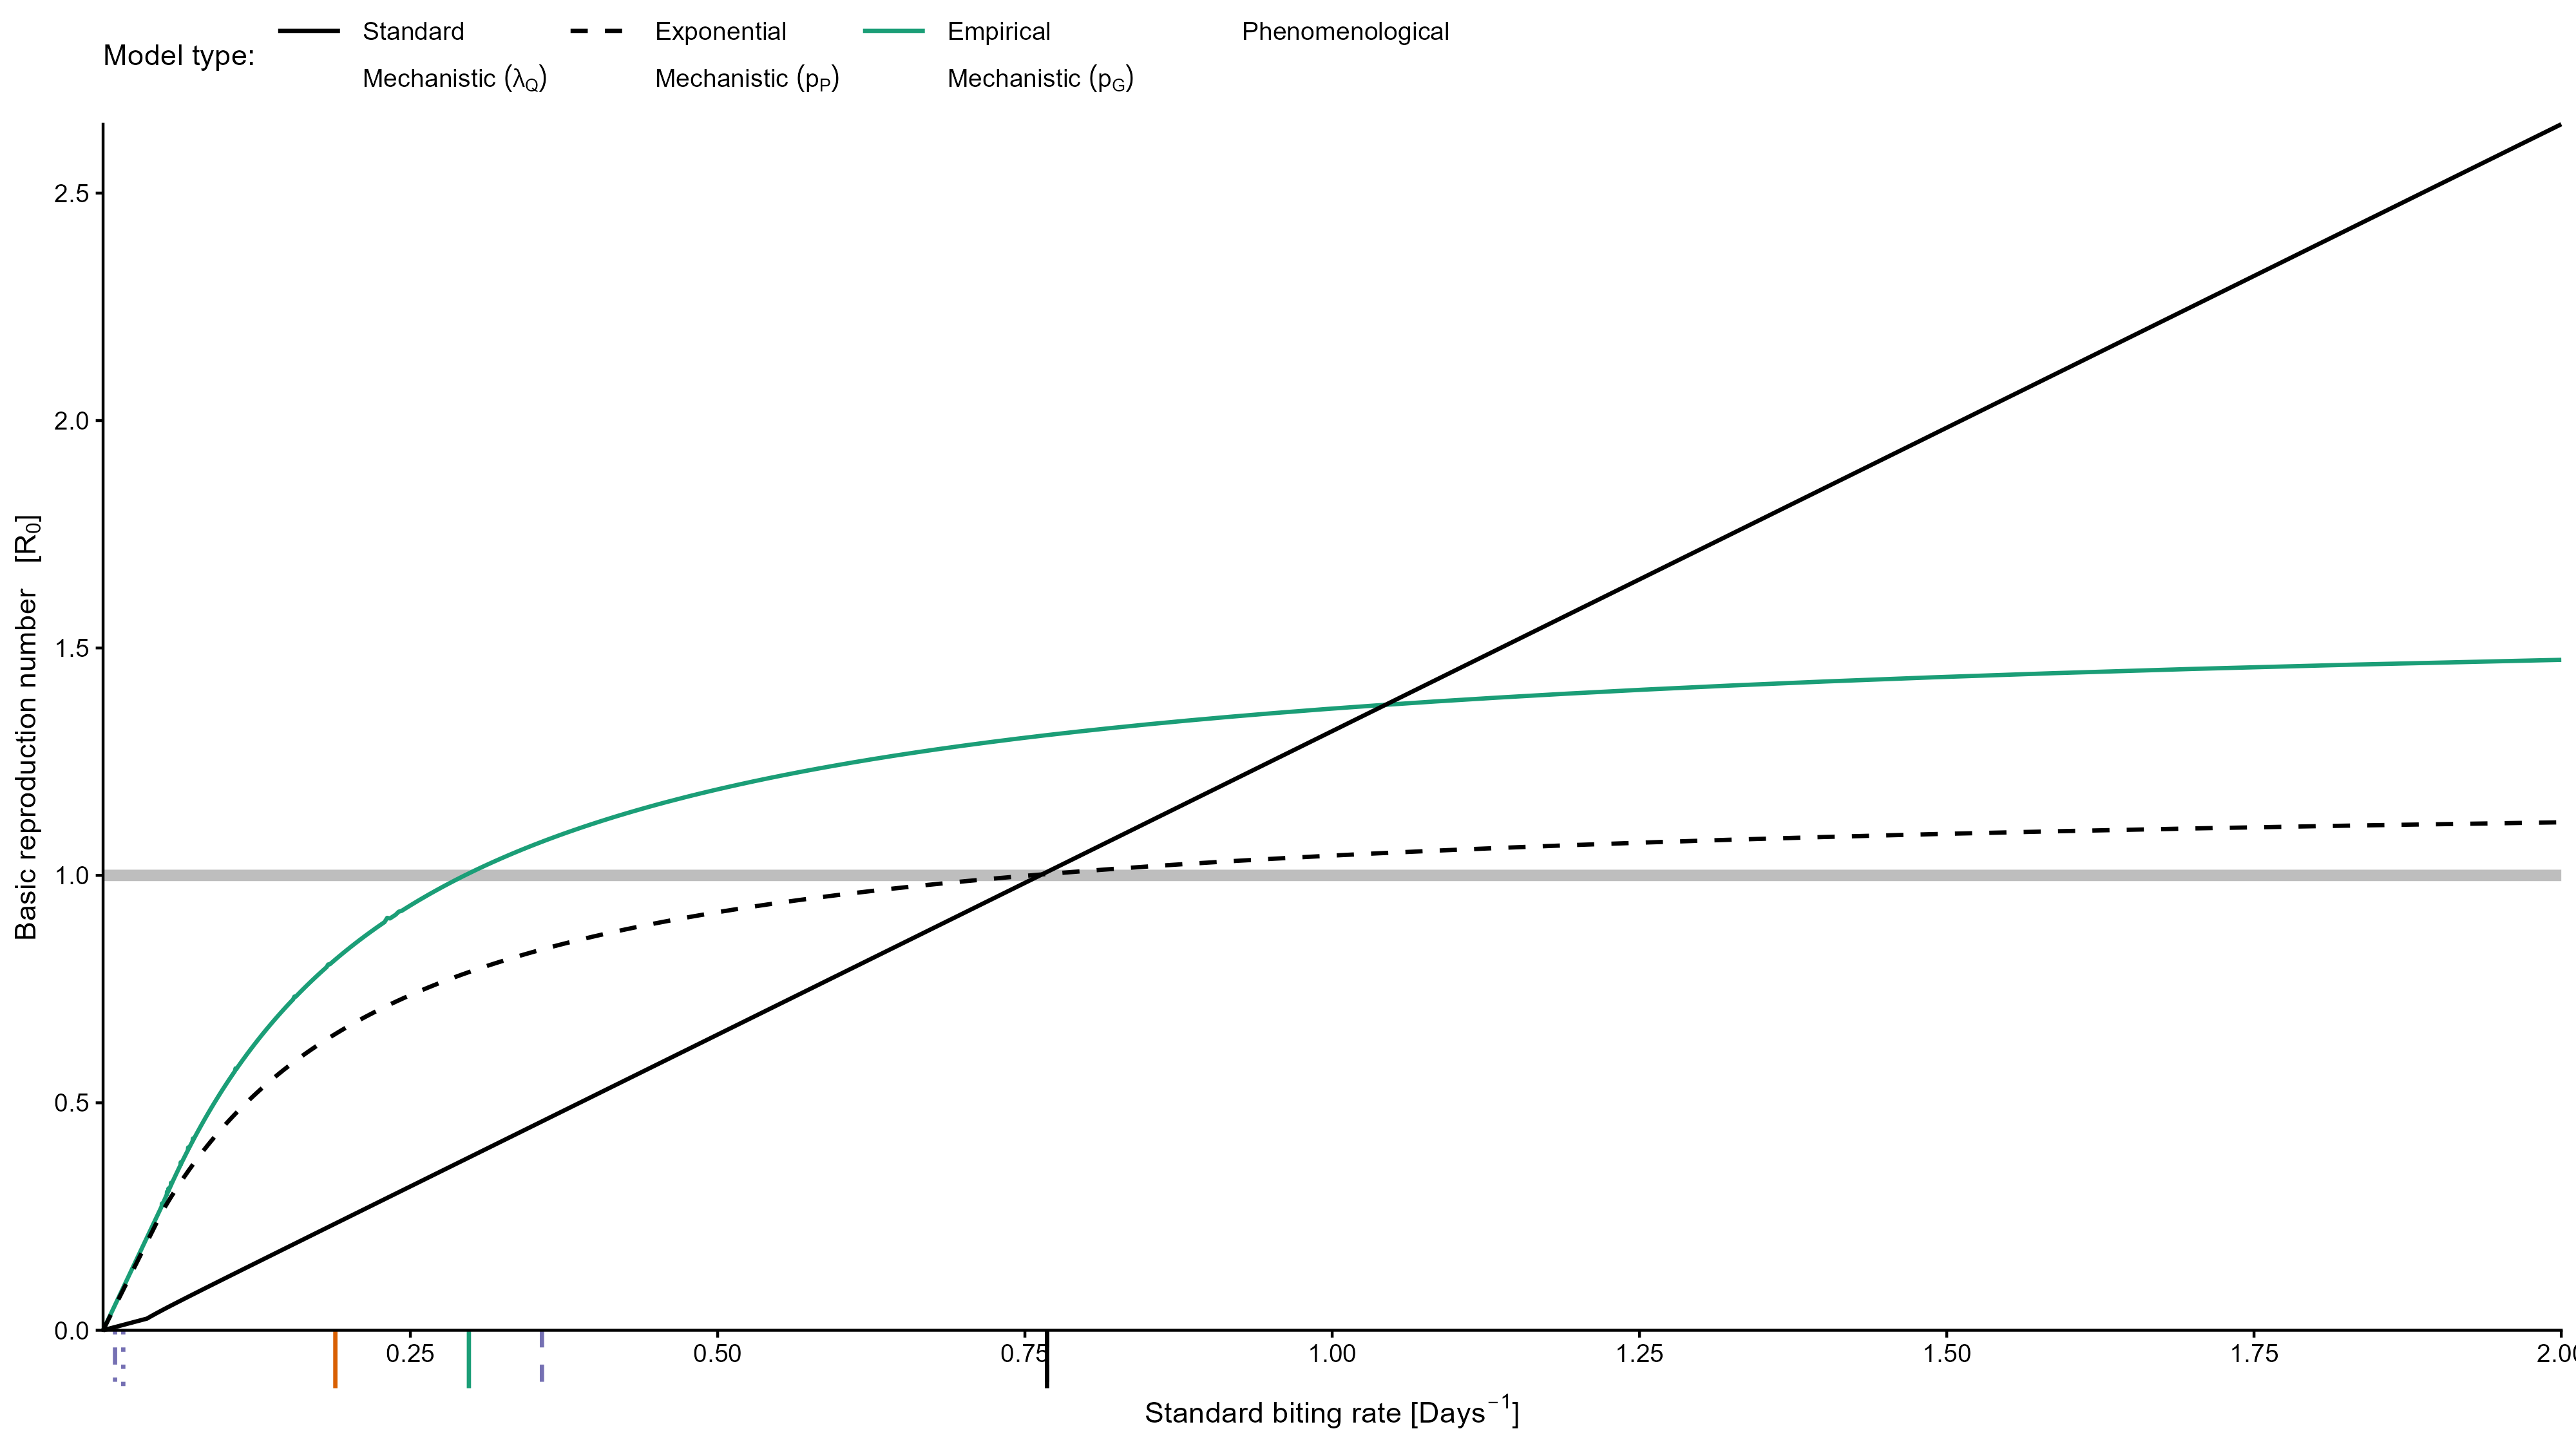 Model type:
Standard Exponential Empirical Phenomenological
Mechanistic (λQ) Mechanistic (pP) Mechanistic (pG)
2.5
2.0
1.5
1.0
0.5
0.0
Basic reproduction number [R0]
0.25 0.50 0.75 1.00 1.25 1.50 1.75 2.00
Standard biting rate [Days−1]